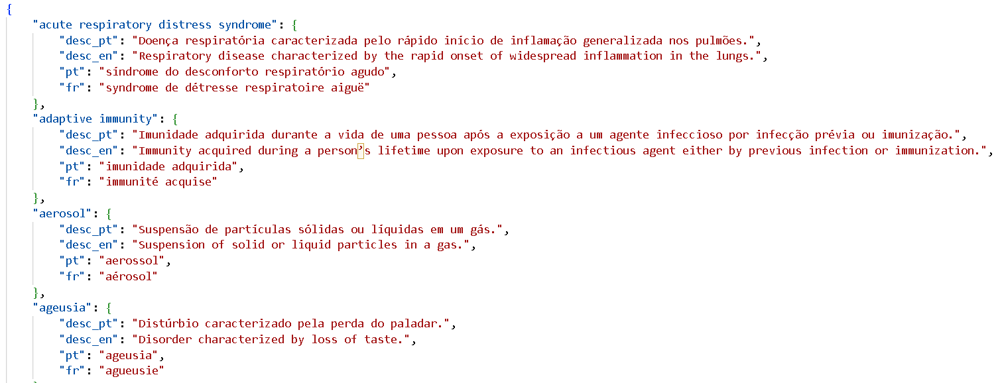 {
"acute respiratory distress syndrome": {
"desc_pt": "Doença respiratória caracterizada pelo rápido início de inflamação generalizada nos pulmões.",
"desc_en": "Respiratory disease characterized by the rapid onset of widespread inflammation in the lungs.",
"pt": "síndrome do desconforto respiratório agudo",
"fr": "syndrome de détresse respiratoire aiguë"
},
"adaptive immunity": {
"desc_pt": "Imunidade adquirida durante a vida de uma pessoa após a exposição a um agente infeccioso por infecção prévia ou imunização.",
"desc_en": "Immunity acquired during a person’s lifetime upon exposure to an infectious agent either by previous infection or immunization.",
"pt": "imunidade adquirida",
"fr": "immunité acquise"
},
"aerosol": {
"desc_pt": "Suspensão de partículas sólidas ou líquidas em um gás.",
"desc_en": "Suspension of solid or liquid particles in a gas.",
"pt": "aerossol",
"fr": "aérosol"
},
"ageusia": {
"desc_pt": "Distúrbio caracterizado pela perda do paladar.",
"desc_en": "Disorder characterized by loss of taste.",
"pt": "ageusia",
"fr": "agueusie"